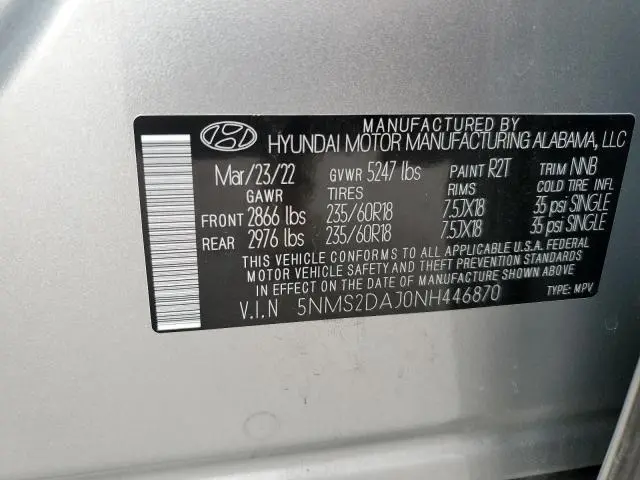 MANUFACTURED BY
HYUNDAI MOTOR MANUFACTURING ALABAMA, LLC
Mar/23/22 GVWR 5247 lbs PAINT R2T TRIM NNB
GAWR TIRES RIMS COLD TIRE INFL
FRONT 2866 lbs 235/60R18 7.5JX18 35 psi SINGLE
REAR 2976 lbs 235/60R18 7.5JX18 35 psi SINGLE
THIS VEHICLE CONFORMS TO ALL APPLICABLE U.S.A. FEDERAL
MOTOR VEHICLE SAFETY AND THEFT PREVENTION STANDARDS
IN EFFECT ON THE DATE OF MANUFACTURE SHOWN ABOVE.
V.I.N 5NMS2DAJ0NH446870 TYPE: MPV